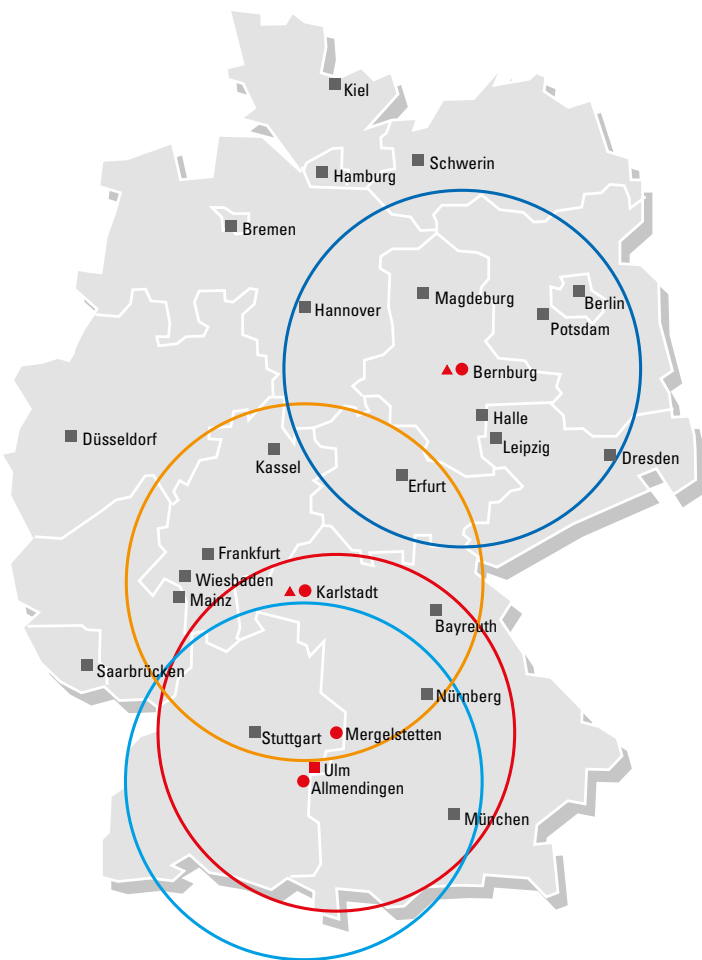 Kiel
Schwerin
Hamburg
Bremen
Magdeburg
Berlin
Hannover
Potsdam
Bernburg
Halle
Düsseldorf
Leipzig
Kassel
Dresden
Erfurt
Frankfurt
Wiesbaden
Karlstadt
Mainz
Bayreuth
Saarbrücken
Nürnberg
Stuttgart
Mergelstetten
Ulm
Allmendingen
München